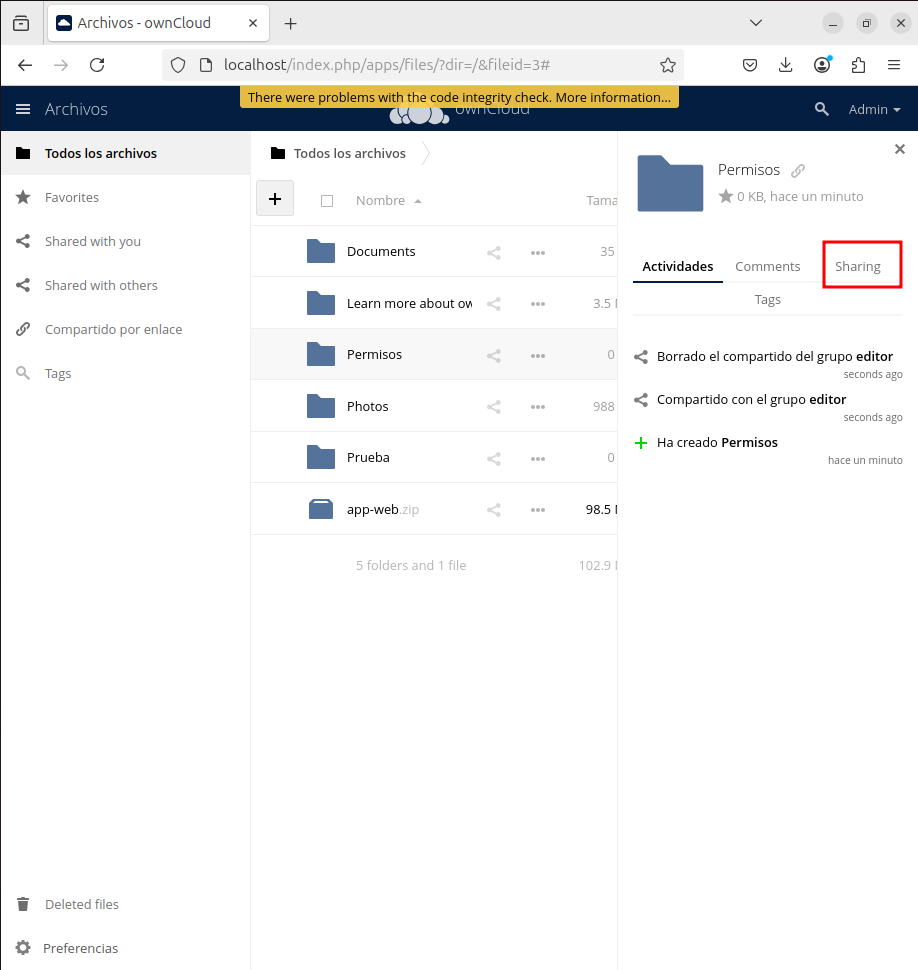 Archivos - ownCloud
localhost/index.php/apps/files/?dir=/&fileid=3#
There were problems with the code integrity check. More information...
Archivos
ownCloud
Admin
Todos los archivos
Favorites
Shared with you
Shared with others
Compartido por enlace
Tags
Deleted files
Preferencias
Todos los archivos
Nombre
Tama
Documents 35
Learn more about ow 3.5 M
Permisos 0
Photos 988
Prueba 0
app-web.zip 98.5 M
5 folders and 1 file 102.9 M
Permisos
0 KB, hace un minuto
Actividades Comments Sharing
Tags
Borrado el compartido del grupo editor
seconds ago
Compartido con el grupo editor
seconds ago
Ha creado Permisos
hace un minuto